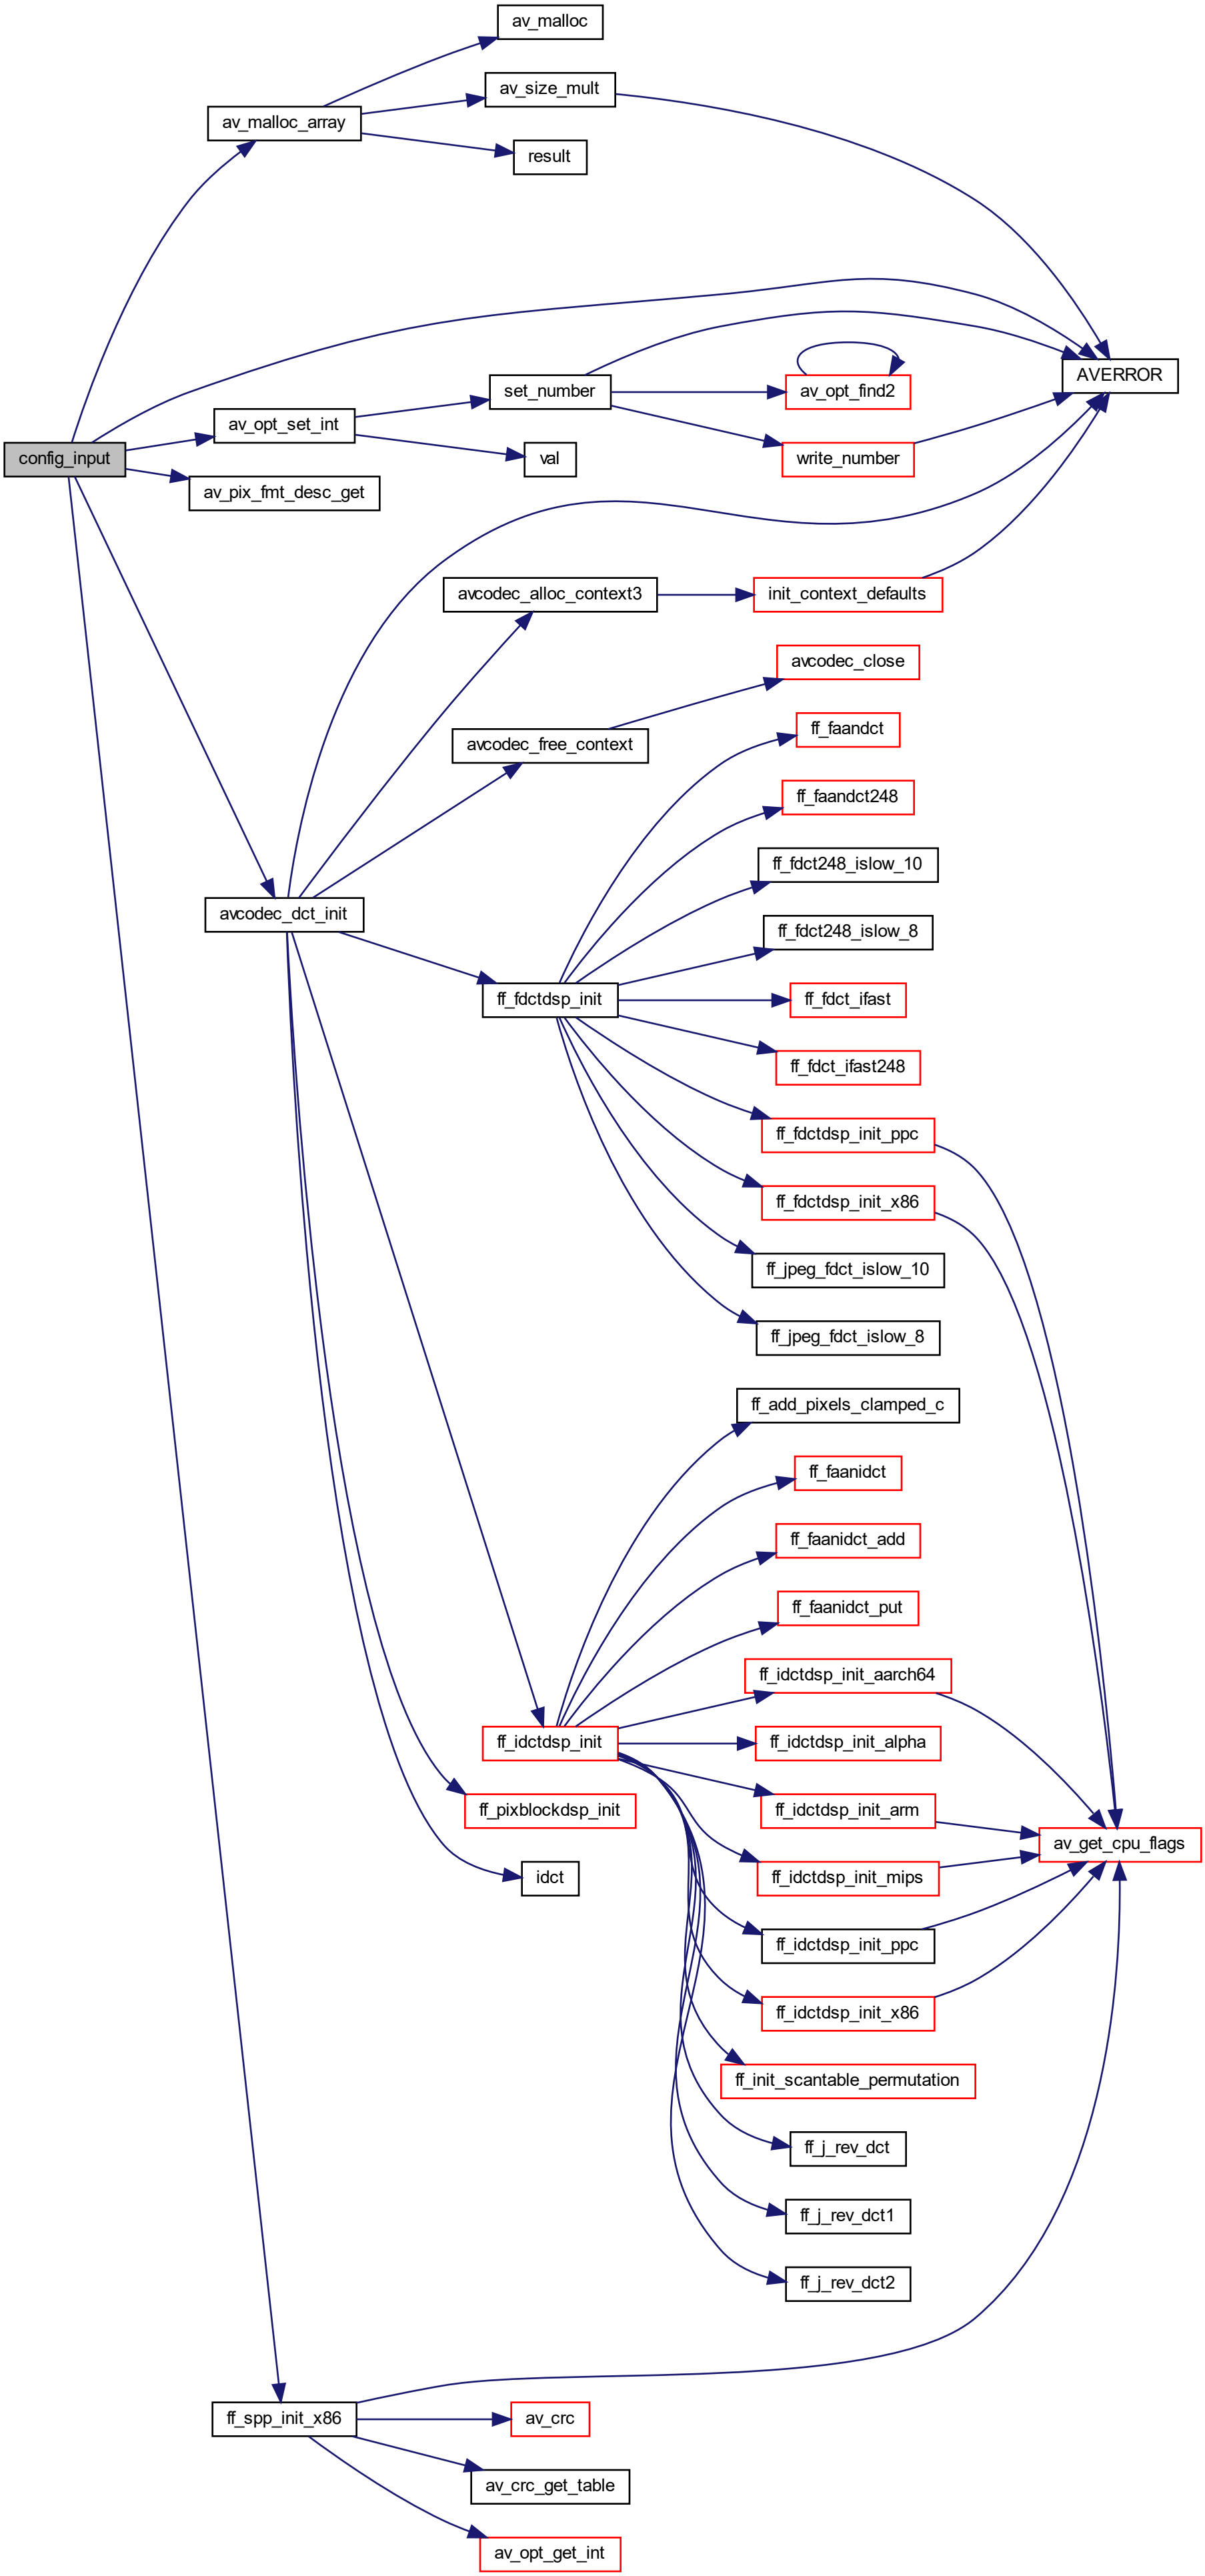 av_malloc
av_size_mult
av_malloc_array
result
AVERROR
set_number
av_opt_find2
av_opt_set_int
config_input
val
write_number
av_pix_fmt_desc_get
avcodec_alloc_context3
init_context_defaults
avcodec_close
ff_faandct
avcodec_free_context
ff_faandct248
ff_fdct248_islow_10
avcodec_dct_init
ff_fdct248_islow_8
ff_fdctdsp_init
ff_fdct_ifast
ff_fdct_ifast248
ff_fdctdsp_init_ppc
ff_fdctdsp_init_x86
ff_jpeg_fdct_islow_10
ff_jpeg_fdct_islow_8
ff_add_pixels_clamped_c
ff_faanidct
ff_faanidct_add
ff_faanidct_put
ff_idctdsp_init_aarch64
ff_idctdsp_init
ff_idctdsp_init_alpha
ff_pixblockdsp_init
ff_idctdsp_init_arm
av_get_cpu_flags
idct
ff_idctdsp_init_mips
ff_idctdsp_init_ppc
ff_idctdsp_init_x86
ff_init_scantable_permutation
ff_j_rev_dct
ff_j_rev_dct1
ff_j_rev_dct2
ff_spp_init_x86
av_crc
av_crc_get_table
av_opt_get_int